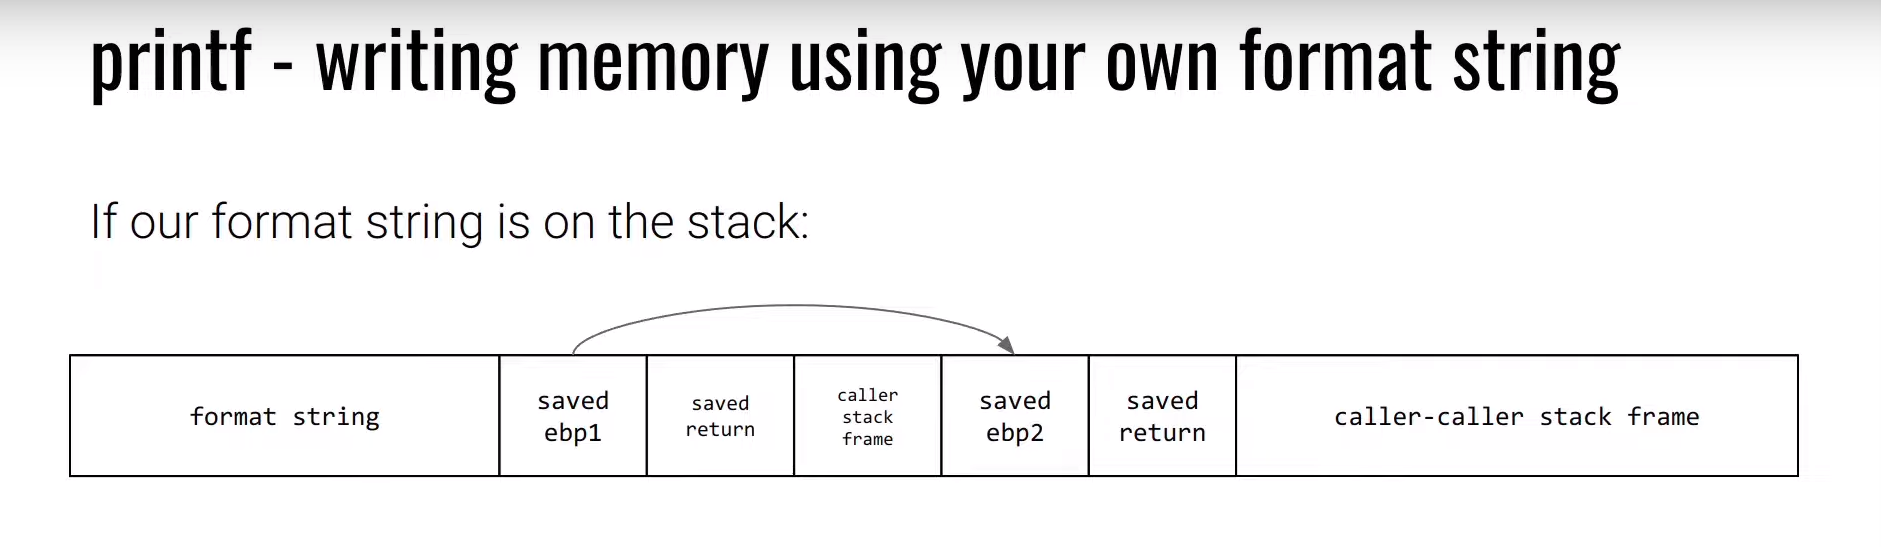 printf - writing memory using your own format string
If our format string is on the stack:
format string
saved
ebp1
saved
return
caller
stack
frame
saved
ebp2
saved
return
caller-caller stack frame